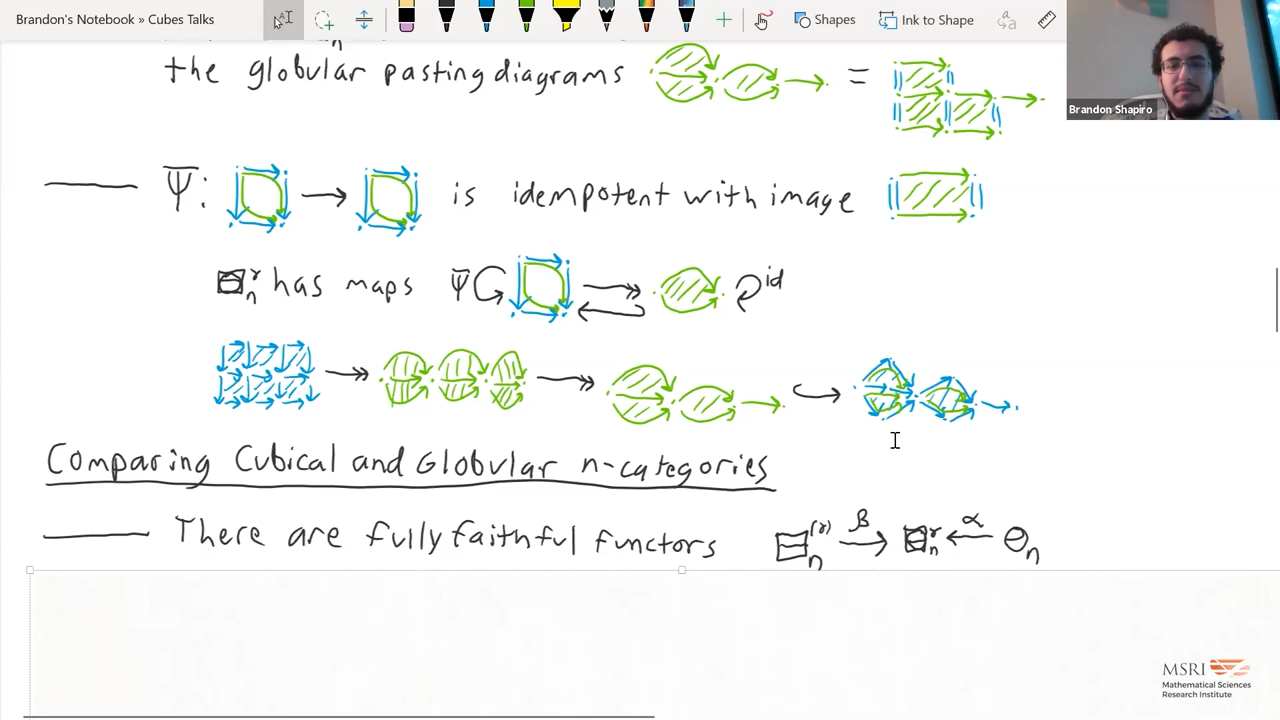 Brandon's Notebook » Cubes Talks
Shapes
Ink to Shape
Brandon Shapiro
n
the globular pasting diagrams =
Ψ̅: → is idempotent with image
has maps Ψ̅ id
Comparing Cubical and Globular n-categories
There are fully faithful functors β α Θn
MSRI
Mathematical Sciences
Research Institute